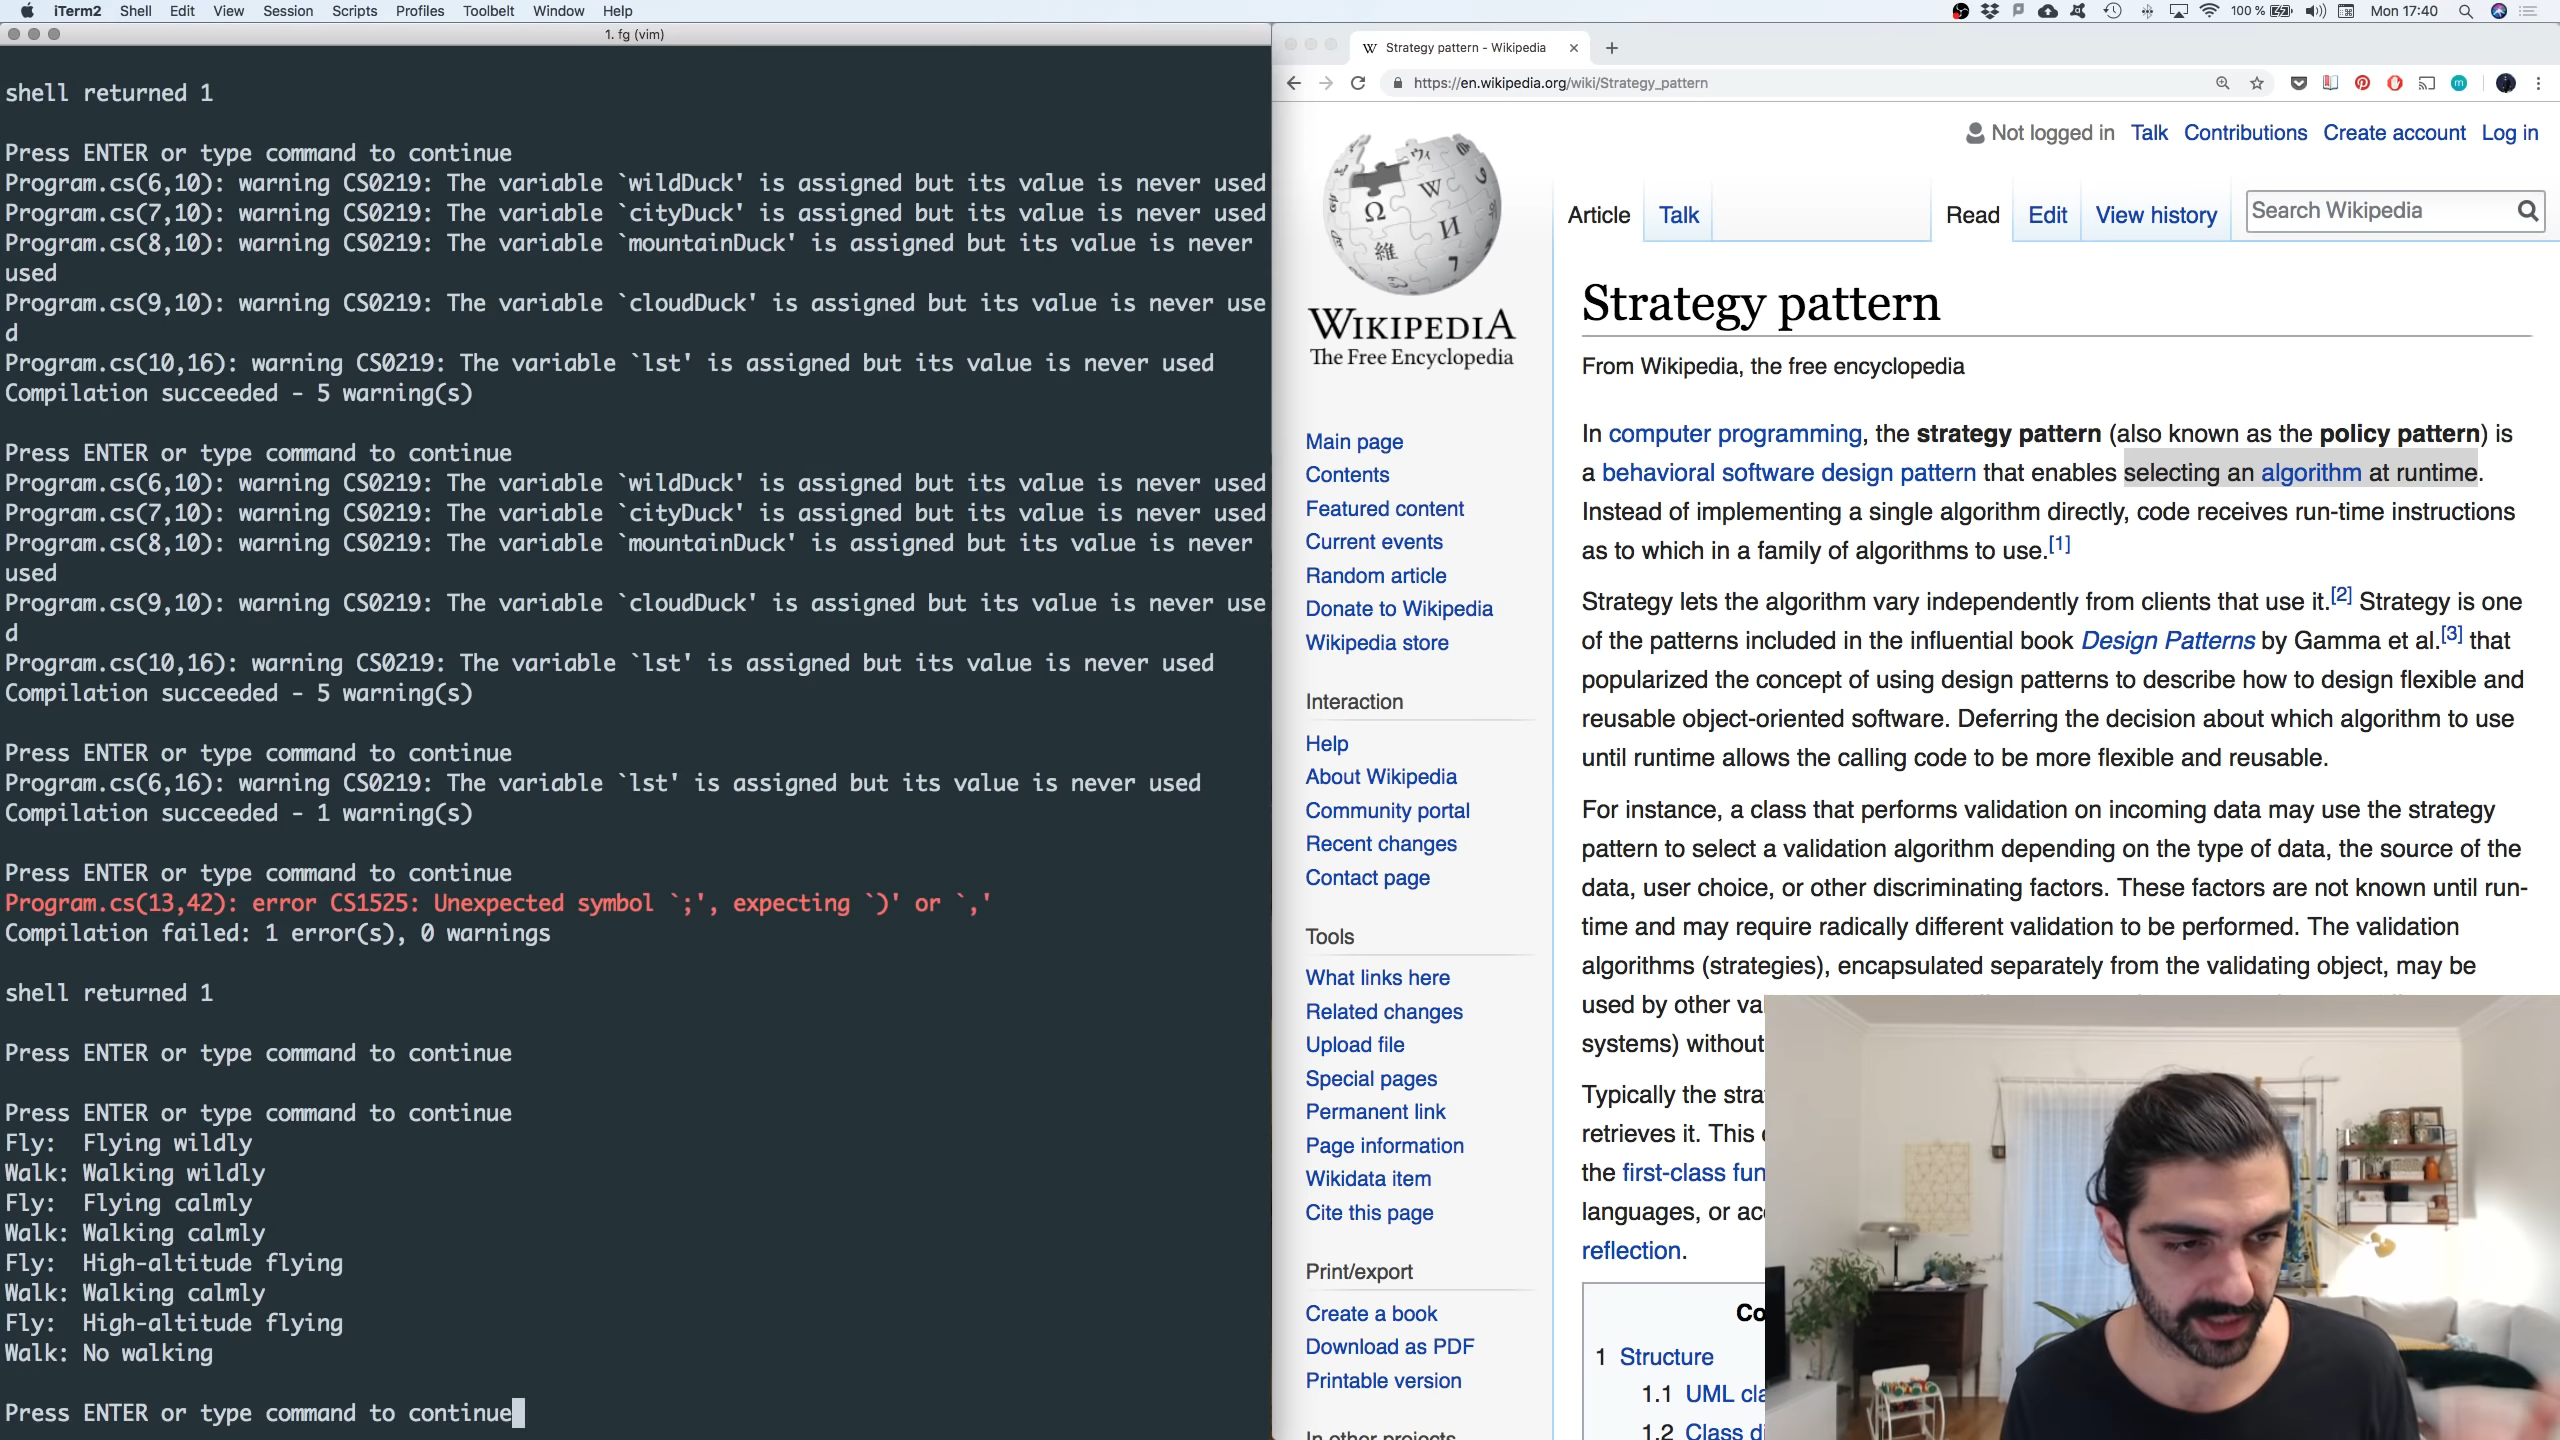 iTerm2 Shell Edit View Session Scripts Profiles Toolbelt Window Help
100 % Mon 17:40
1. fg (vim)
shell returned 1
Press ENTER or type command to continue
Program.cs(6,10): warning CS0219: The variable `wildDuck' is assigned but its value is never used
Program.cs(7,10): warning CS0219: The variable `cityDuck' is assigned but its value is never used
Program.cs(8,10): warning CS0219: The variable `mountainDuck' is assigned but its value is never
used
Program.cs(9,10): warning CS0219: The variable `cloudDuck' is assigned but its value is never use
d
Program.cs(10,16): warning CS0219: The variable `lst' is assigned but its value is never used
Compilation succeeded - 5 warning(s)
Press ENTER or type command to continue
Program.cs(6,10): warning CS0219: The variable `wildDuck' is assigned but its value is never used
Program.cs(7,10): warning CS0219: The variable `cityDuck' is assigned but its value is never used
Program.cs(8,10): warning CS0219: The variable `mountainDuck' is assigned but its value is never
used
Program.cs(9,10): warning CS0219: The variable `cloudDuck' is assigned but its value is never use
d
Program.cs(10,16): warning CS0219: The variable `lst' is assigned but its value is never used
Compilation succeeded - 5 warning(s)
Press ENTER or type command to continue
Program.cs(6,16): warning CS0219: The variable `lst' is assigned but its value is never used
Compilation succeeded - 1 warning(s)
Press ENTER or type command to continue
Program.cs(13,42): error CS1525: Unexpected symbol `;', expecting `)' or `,'
Compilation failed: 1 error(s), 0 warnings
shell returned 1
Press ENTER or type command to continue
Press ENTER or type command to continue
Fly:  Flying wildly
Walk: Walking wildly
Fly:  Flying calmly
Walk: Walking calmly
Fly:  High-altitude flying
Walk: Walking calmly
Fly:  High-altitude flying
Walk: No walking
Press ENTER or type command to continue
W Strategy pattern - Wikipedia
https://en.wikipedia.org/wiki/Strategy_pattern
Not logged in Talk Contributions Create account Log in
Article Talk Read Edit View history Search Wikipedia
WIKIPEDIA
The Free Encyclopedia
Main page
Contents
Featured content
Current events
Random article
Donate to Wikipedia
Wikipedia store
Interaction
Help
About Wikipedia
Community portal
Recent changes
Contact page
Tools
What links here
Related changes
Upload file
Special pages
Permanent link
Page information
Wikidata item
Cite this page
Print/export
Create a book
Download as PDF
Printable version
In other projects
Strategy pattern
From Wikipedia, the free encyclopedia
In computer programming, the strategy pattern (also known as the policy pattern) is
a behavioral software design pattern that enables selecting an algorithm at runtime.
Instead of implementing a single algorithm directly, code receives run-time instructions
as to which in a family of algorithms to use.[1]
Strategy lets the algorithm vary independently from clients that use it.[2] Strategy is one
of the patterns included in the influential book Design Patterns by Gamma et al.[3] that
popularized the concept of using design patterns to describe how to design flexible and
reusable object-oriented software. Deferring the decision about which algorithm to use
until runtime allows the calling code to be more flexible and reusable.
For instance, a class that performs validation on incoming data may use the strategy
pattern to select a validation algorithm depending on the type of data, the source of the
data, user choice, or other discriminating factors. These factors are not known until run-
time and may require radically different validation to be performed. The validation
algorithms (strategies), encapsulated separately from the validating object, may be
used by other va
systems) without
Typically the stra
retrieves it. This
the first-class fun
languages, or ac
reflection.
Co
1 Structure
1.1 UML cla
1.2 Class di